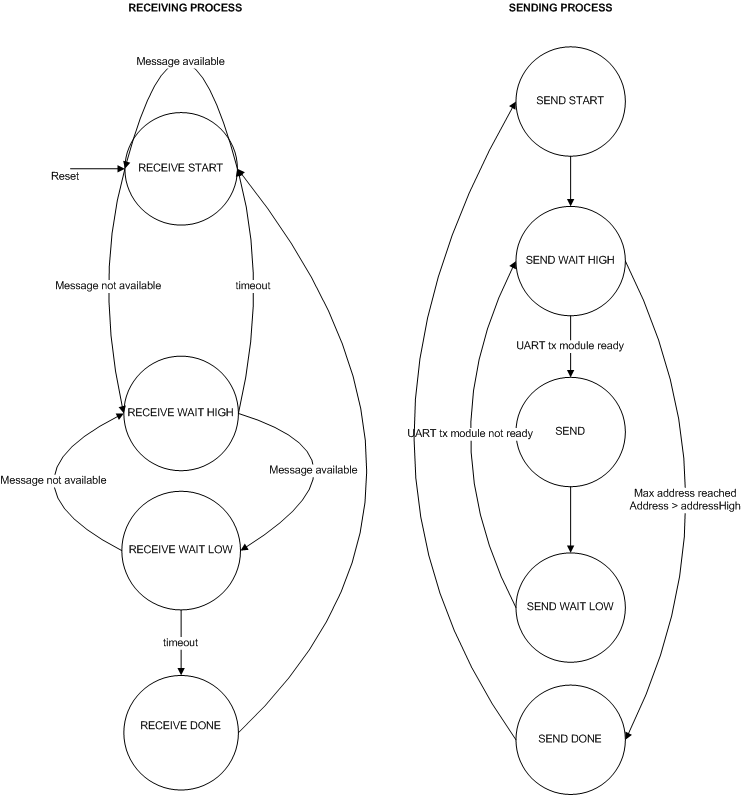 RECEIVING PROCESS
Message available
RECEIVE START
Reset
Message not available
timeout
RECEIVE WAIT HIGH
Message not available
Message available
RECEIVE WAIT LOW
timeout
RECEIVE DONE
SENDING PROCESS
SEND START
SEND WAIT HIGH
UART tx module ready
SEND
UART tx module not ready
Max address reached
Address > addressHigh
SEND WAIT LOW
SEND DONE